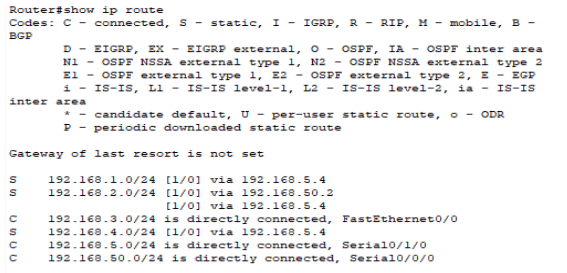 Router#show ip route
Codes: C - connected, S - static, I - IGRP, R - RIP, M - mobile, B -
BGP
D - EIGRP, EX - EIGRP external, O - OSPF, IA - OSPF inter area
N1 - OSPF NSSA external type 1, N2 - OSPF NSSA external type 2
E1 - OSPF external type 1, E2 - OSPF external type 2, E - EGP
i - IS-IS, L1 - IS-IS level-1, L2 - IS-IS level-2, ia - IS-IS
inter area
* - candidate default, U - per-user static route, o - ODR
P - periodic downloaded static route
Gateway of last resort is not set
S 192.168.1.0/24 [1/0] via 192.168.5.4
S 192.168.2.0/24 [1/0] via 192.168.50.2
[1/0] via 192.168.5.4
C 192.168.3.0/24 is directly connected, FastEthernet0/0
S 192.168.4.0/24 [1/0] via 192.168.5.4
C 192.168.5.0/24 is directly connected, Serial0/1/0
C 192.168.50.0/24 is directly connected, Serial0/0/0